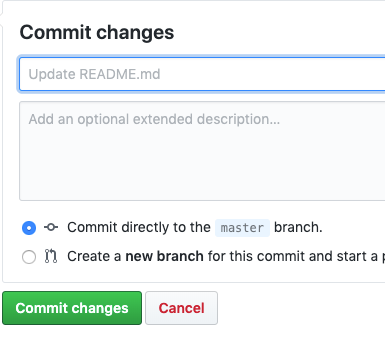 Commit changes
Update README.md
Add an optional extended description...
Commit directly to the master branch.
Create a new branch for this commit and start a
Commit changes Cancel